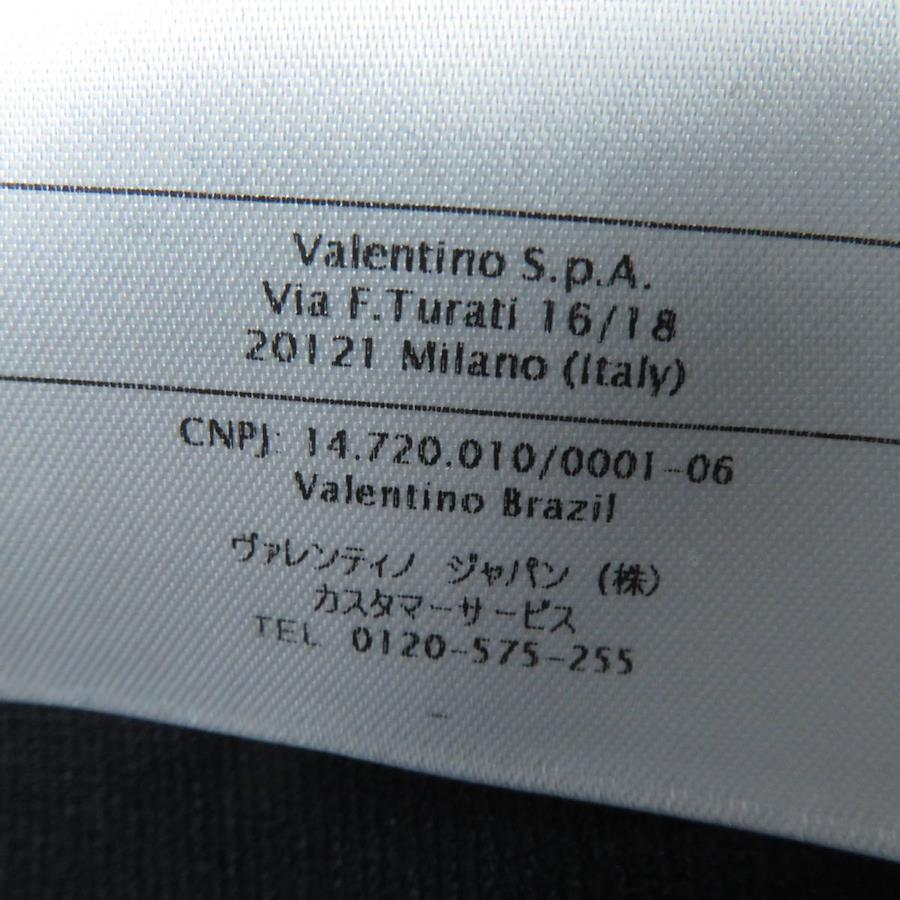 Valentino S.p.A.
Via F.Turati 16/18
20121 Milano (Italy)
CNPJ: 14.720.010/0001-06
Valentino Brazil
ヴァレンティノ ジャパン (株)
カスタマーサービス
TEL 0120-575-255